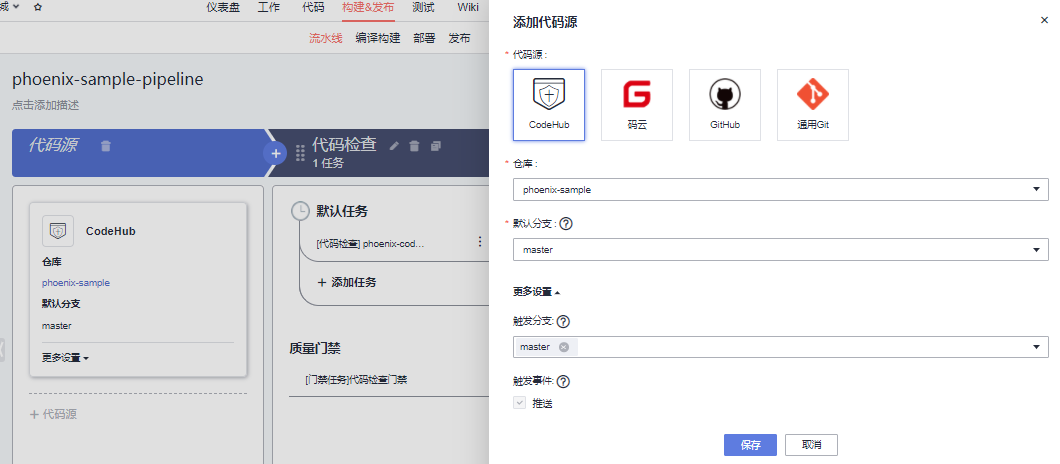 威
仪表盘 工作 代码 构建&发布 测试 Wiki
流水线 编译构建 部署 发布
phoenix-sample-pipeline
点击添加描述
代码源
代码检查
1 任务
CodeHub
仓库
phoenix-sample
默认分支
master
更多设置
+ 代码源
默认任务
[代码检查] phoenix-cod...
+ 添加任务
质量门禁
[门禁任务]代码检查门禁
添加代码源
* 代码源 :
CodeHub 码云 GitHub 通用Git
* 仓库 :
phoenix-sample
* 默认分支 :
master
更多设置
触发分支:
master
触发事件:
推送
保存 取消